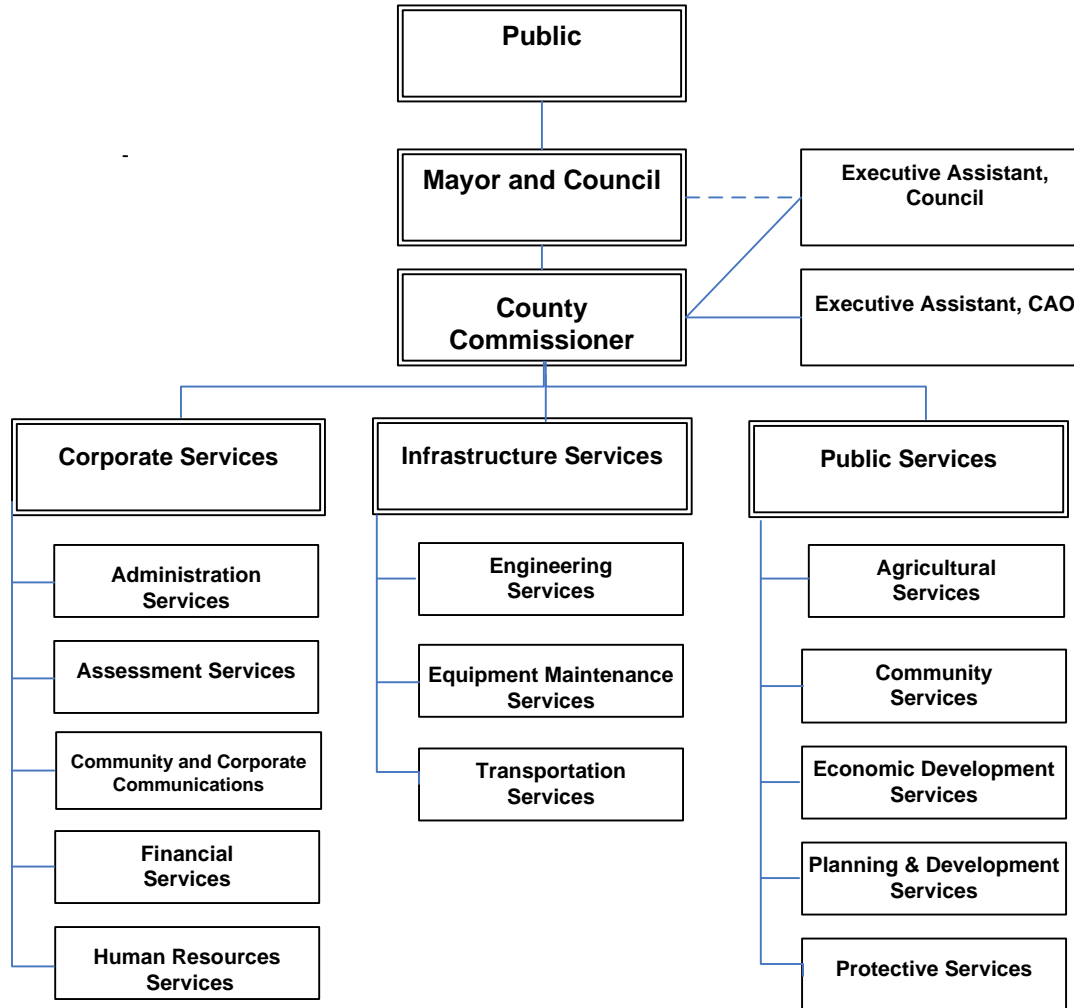 Public
-
Mayor and Council
Executive Assistant,
Council
County
Commissioner
Executive Assistant, CAO
Corporate Services
Infrastructure Services
Public Services
Administration
Services
Engineering
Services
Agricultural
Services
Assessment Services
Equipment Maintenance
Services
Community
Services
Community and Corporate
Communications
Transportation
Services
Economic Development
Services
Financial
Services
Planning & Development
Services
Human Resources
Services
Protective Services